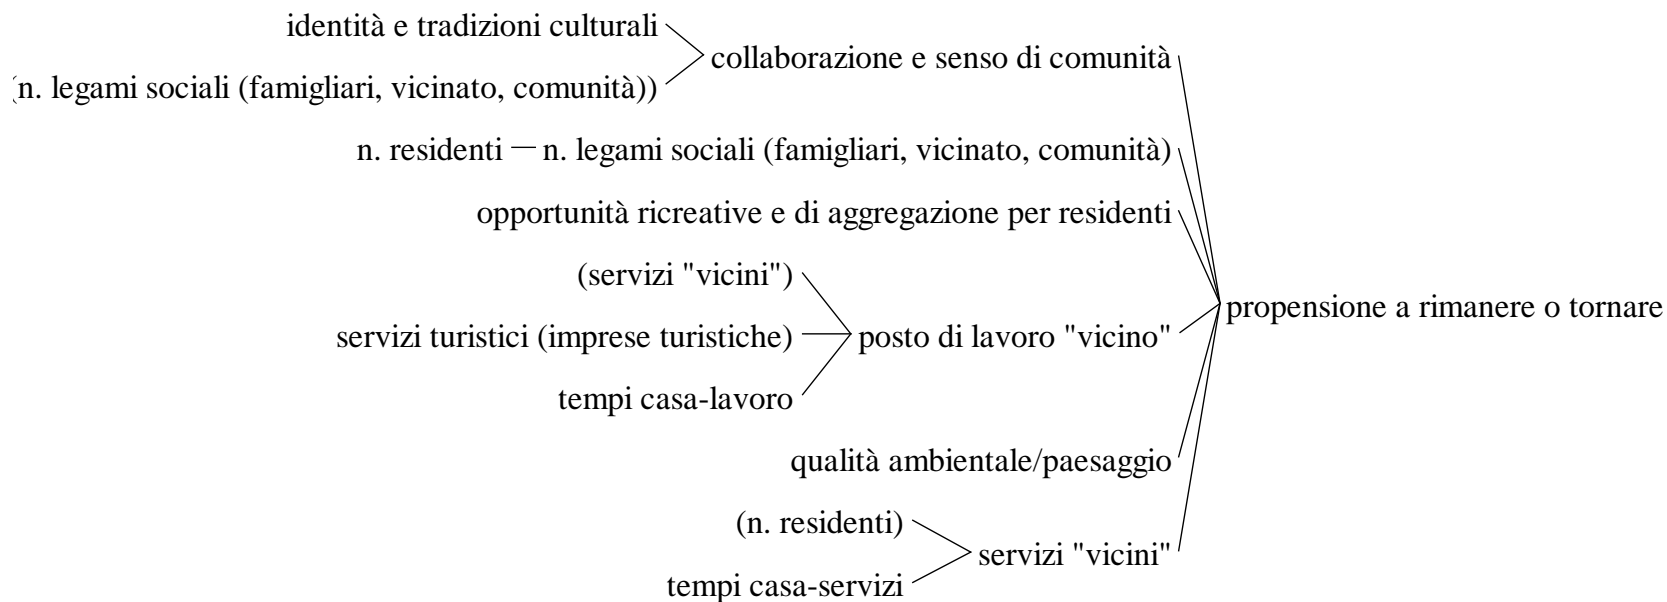 identità e tradizioni culturali
collaborazione e senso di comunità
(n. legami sociali (famigliari, vicinato, comunità))
n. residenti
n. legami sociali (famigliari, vicinato, comunità)
opportunità ricreative e di aggregazione per residenti
(servizi "vicini")
propensione a rimanere o tornare
servizi turistici (imprese turistiche)
posto di lavoro "vicino"
tempi casa-lavoro
qualità ambientale/paesaggio
(n. residenti)
servizi "vicini"
tempi casa-servizi